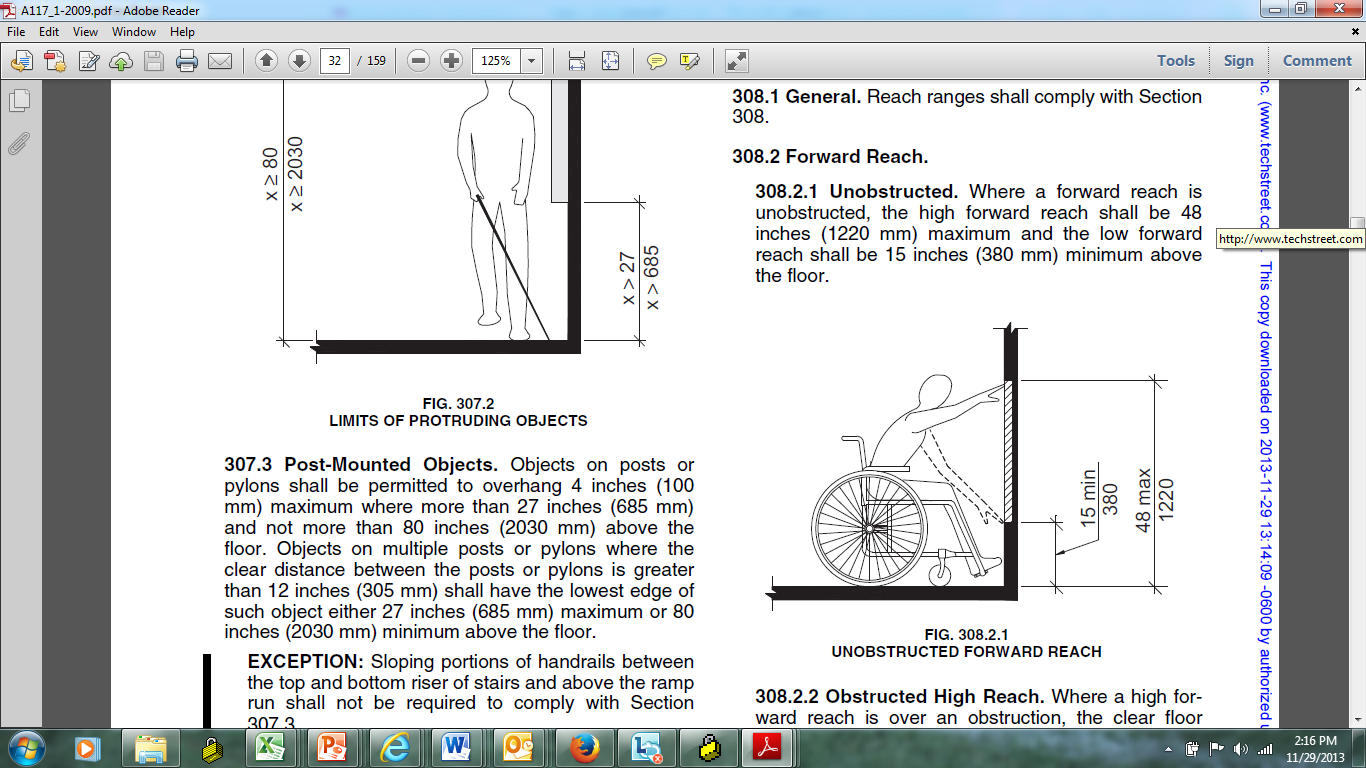 A117_1-2009.pdf - Adobe Reader
File Edit View Window Help
32 / 159 125% Tools Sign Comment
x ≥ 80
x ≥ 2030
x > 27
x > 685
FIG. 307.2
LIMITS OF PROTRUDING OBJECTS
307.3 Post-Mounted Objects. Objects on posts or
pylons shall be permitted to overhang 4 inches (100
mm) maximum where more than 27 inches (685 mm)
and not more than 80 inches (2030 mm) above the
floor. Objects on multiple posts or pylons where the
clear distance between the posts or pylons is greater
than 12 inches (305 mm) shall have the lowest edge of
such object either 27 inches (685 mm) maximum or 80
inches (2030 mm) minimum above the floor.
EXCEPTION: Sloping portions of handrails between
the top and bottom riser of stairs and above the ramp
run shall not be required to comply with Section
307.3
308.1 General. Reach ranges shall comply with Section
308.
308.2 Forward Reach.
308.2.1 Unobstructed. Where a forward reach is
unobstructed, the high forward reach shall be 48
inches (1220 mm) maximum and the low forward
reach shall be 15 inches (380 mm) minimum above
the floor.
15 min
380
48 max
1220
FIG. 308.2.1
UNOBSTRUCTED FORWARD REACH
308.2.2 Obstructed High Reach. Where a high for-
ward reach is over an obstruction, the clear floor
nc. (www.techstreet.co This copy downloaded on 2013-11-29 13:14:09 -0600 by authorized u
http://www.techstreet.com
2:16 PM
11/29/2013